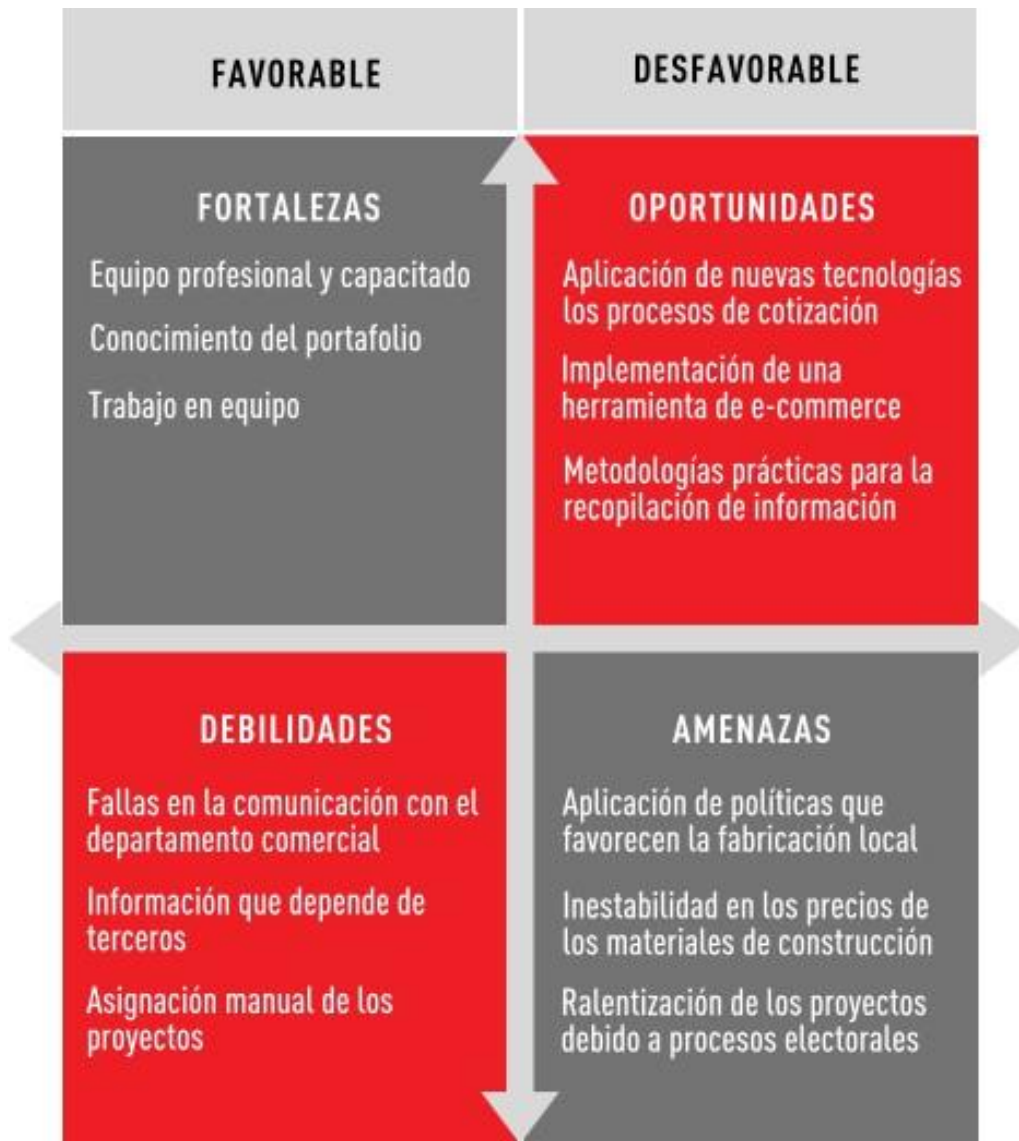 FAVORABLE
DESFAVORABLE
FORTALEZAS
Equipo profesional y capacitado
Conocimiento del portafolio
Trabajo en equipo
OPORTUNIDADES
Aplicación de nuevas tecnologías
los procesos de cotización
Implementación de una
herramienta de e-commerce
Metodologías prácticas para la
recopilación de información
DEBILIDADES
Fallas en la comunicación con el
departamento comercial
Información que depende de
terceros
Asignación manual de los
proyectos
AMENAZAS
Aplicación de políticas que
favorecen la fabricación local
Inestabilidad en los precios de
los materiales de construcción
Ralentización de los proyectos
debido a procesos electorales